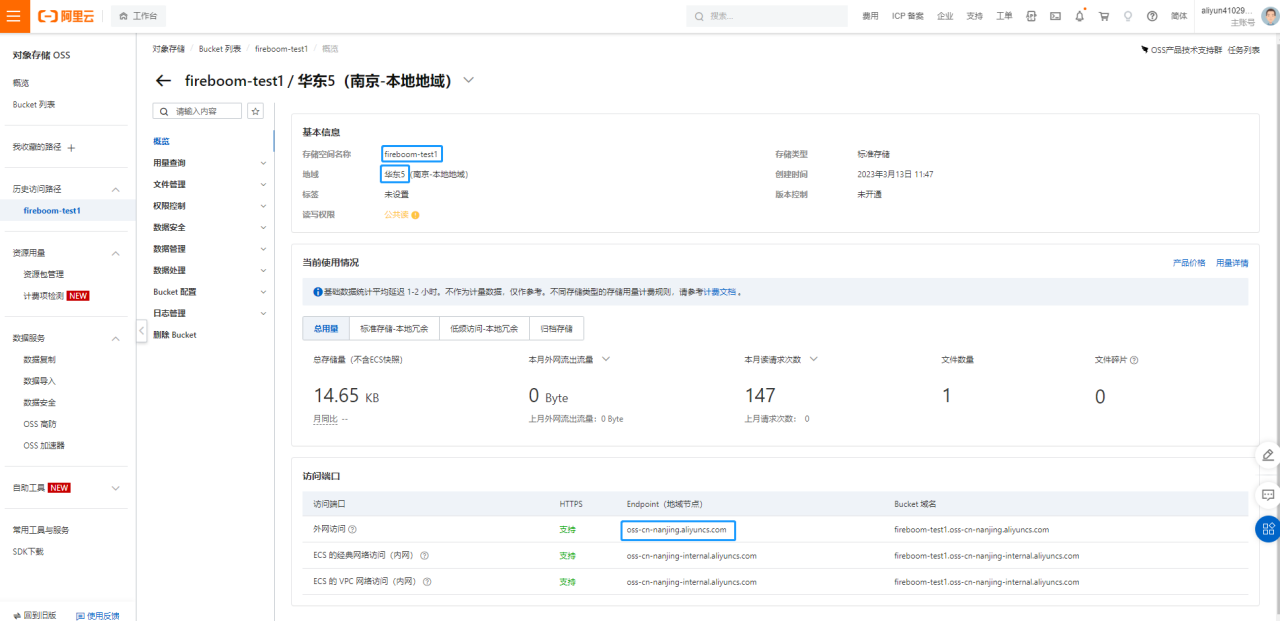 阿里云
工作台
搜索...
费用
ICP 备案
企业
支持
工单
简体
aliyun41029...
主账号
对象存储 OSS
概览
Bucket 列表
我收藏的路径
历史访问路径
fireboom-test1
资源用量
资源包管理
计费项检测 NEW
数据服务
数据复制
数据导入
数据安全
OSS 高防
OSS 加速器
自助工具 NEW
常用工具与服务
SDK下载
回到旧版
使用反馈
对象存储 / Bucket 列表 / fireboom-test1 / 概览
OSS产品技术支持群 任务列表
fireboom-test1 / 华东5（南京-本地地域）
请输入内容
概览
用量查询
文件管理
权限控制
数据安全
数据管理
数据处理
Bucket 配置
日志管理
删除 Bucket
基本信息
存储空间名称 fireboom-test1 存储类型 标准存储
地域 华东5 (南京-本地地域) 创建时间 2023年3月13日 11:47
标签 未设置 版本控制 未开通
读写权限 公共读
当前使用情况 产品价格 用量详情
基础数据统计平均延迟 1-2 小时。不作为计量数据，仅作参考。不同存储类型的存储用量计费规则，请参考计费文档 。
总用量 标准存储-本地冗余 低频访问-本地冗余 归档存储
总存储量（不含ECS快照） 本月外网流出流量 本月读请求次数 文件数量 文件碎片
14.65 KB 0 Byte 147 1 0
月同比 -- 上月外网流出流量：0 Byte 上月请求次数： 0
访问端口
访问端口 HTTPS Endpoint（地域节点） Bucket 域名
外网访问 支持 oss-cn-nanjing.aliyuncs.com fireboom-test1.oss-cn-nanjing.aliyuncs.com
ECS 的经典网络访问（内网） 支持 oss-cn-nanjing-internal.aliyuncs.com fireboom-test1.oss-cn-nanjing-internal.aliyuncs.com
ECS 的 VPC 网络访问（内网） 支持 oss-cn-nanjing-internal.aliyuncs.com fireboom-test1.oss-cn-nanjing-internal.aliyuncs.com